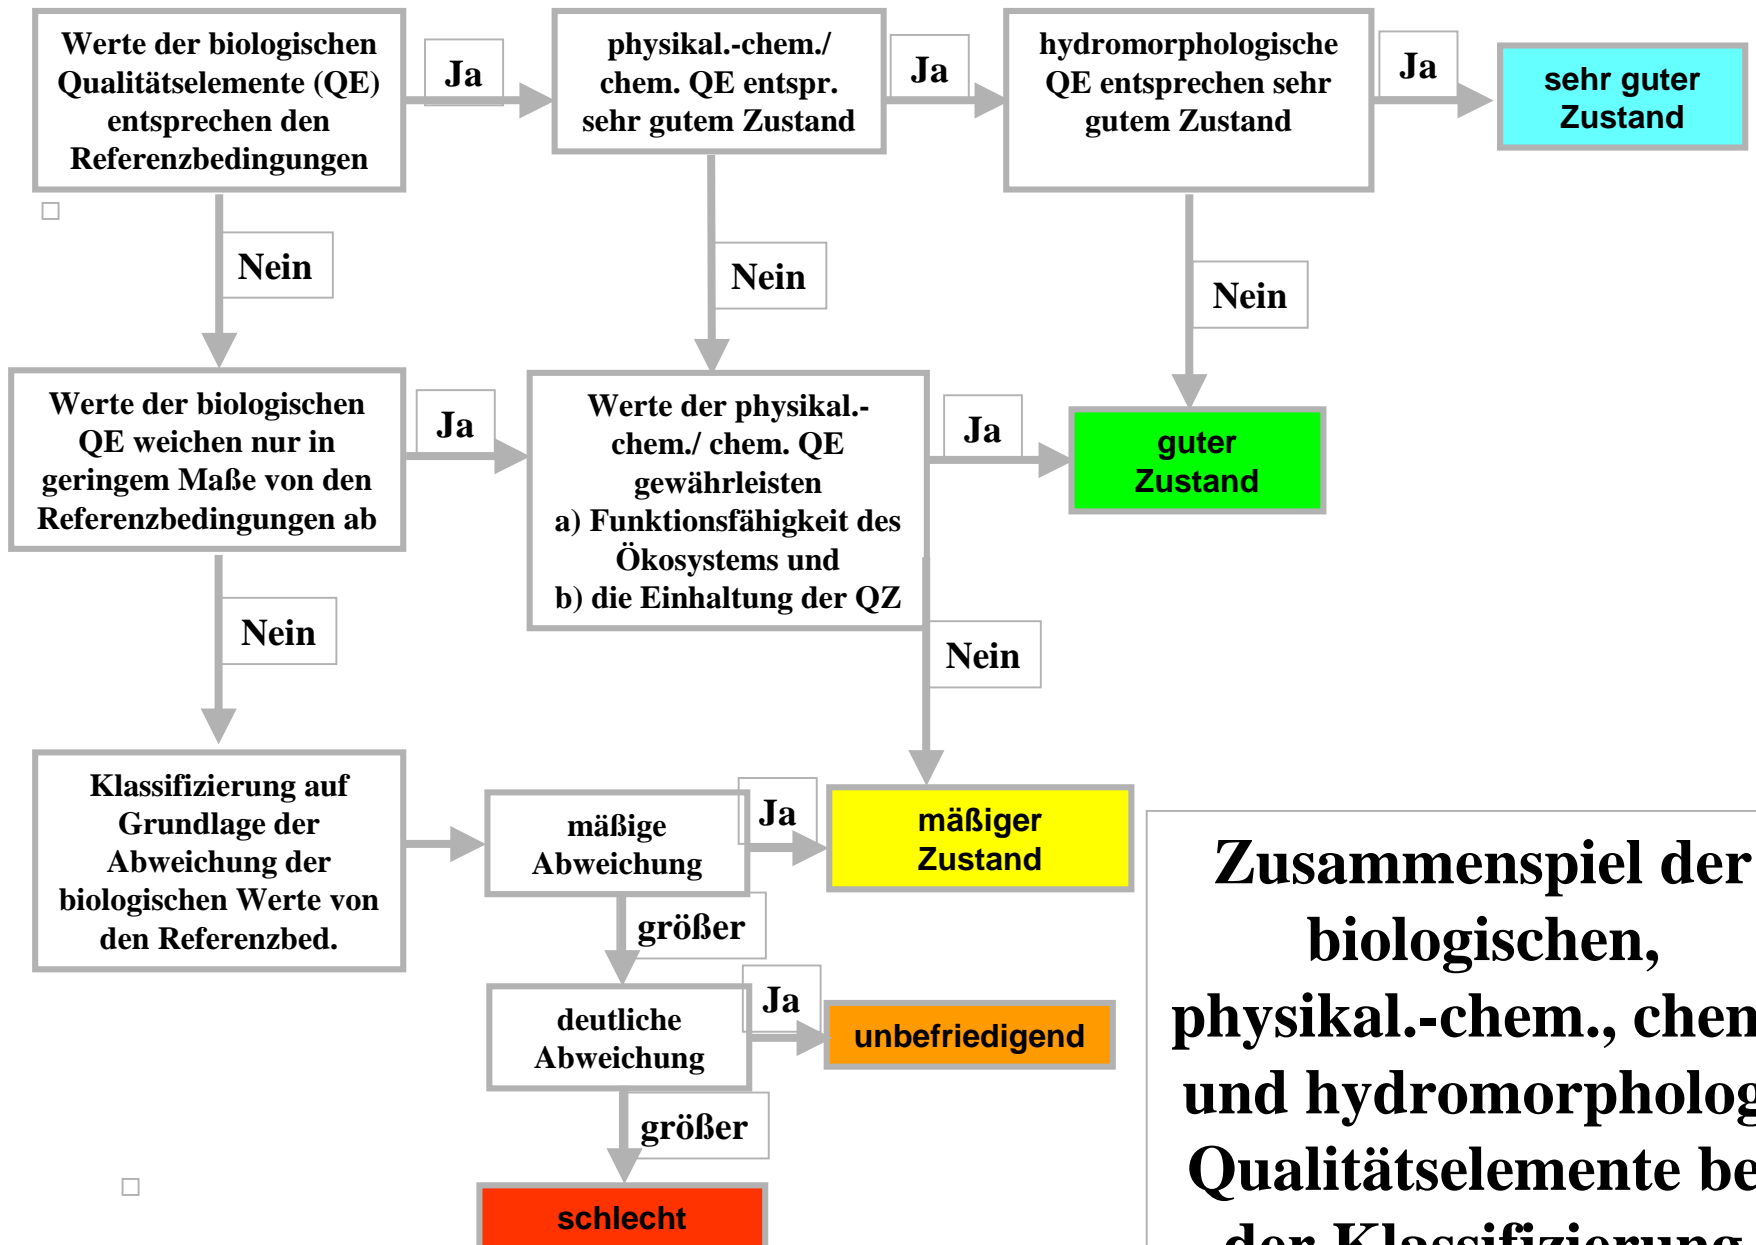 Werte der biologischen
Qualitätselemente (QE)
entsprechen den
Referenzbedingungen
Ja
physikal.-chem./
chem. QE entspr.
sehr gutem Zustand
Ja
hydromorphologische
QE entsprechen sehr
gutem Zustand
Ja
sehr guter
Zustand
Nein
Nein
Nein
Werte der biologischen
QE weichen nur in
geringem Maße von den
Referenzbedingungen ab
Ja
Werte der physikal.-
chem./ chem. QE
gewährleisten
a) Funktionsfähigkeit des
Ökosystems und
b) die Einhaltung der QZ
Ja
guter
Zustand
Nein
Nein
Klassifizierung auf
Grundlage der
Abweichung der
biologischen Werte von
den Referenzbed.
mäßige
Abweichung
Ja
mäßiger
Zustand
größer
deutliche
Abweichung
Ja
unbefriedigend
größer
schlecht
Zusammenspiel der
biologischen,
physikal.-chem., chem
und hydromorpholog
Qualitätselemente be
der Klassifizierung